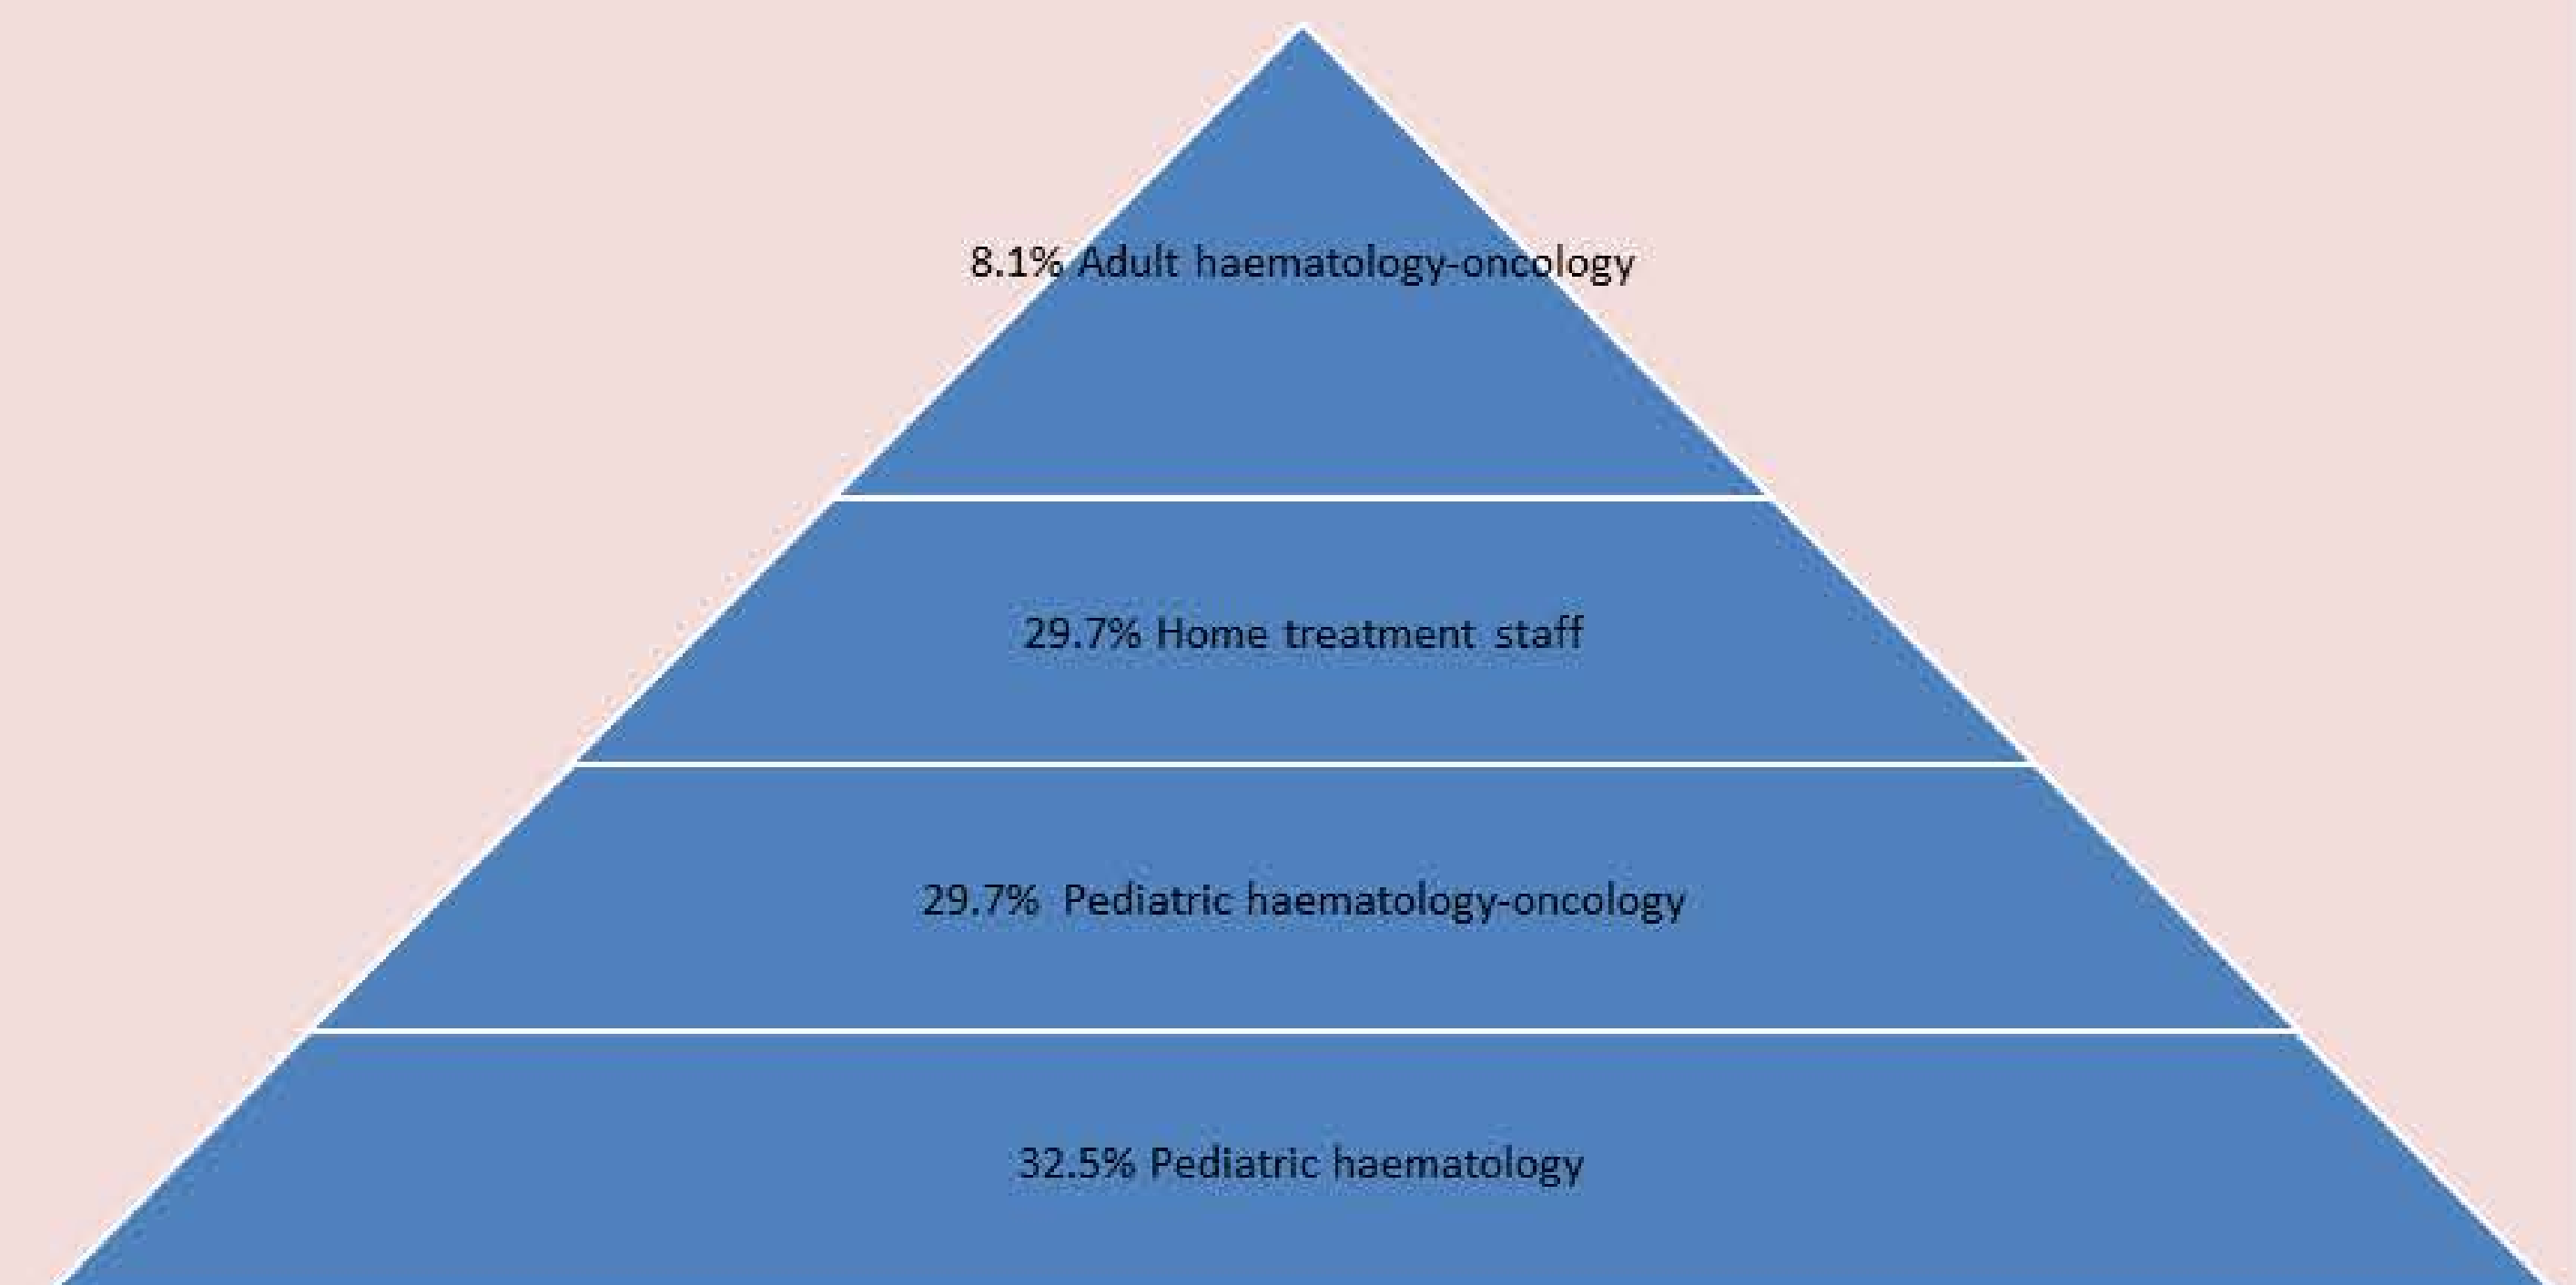 8.1% Adult haematology-oncology
29.7% Home treatment staff
29.7% Pediatric haematology-oncology
32.5% Pediatric haematology